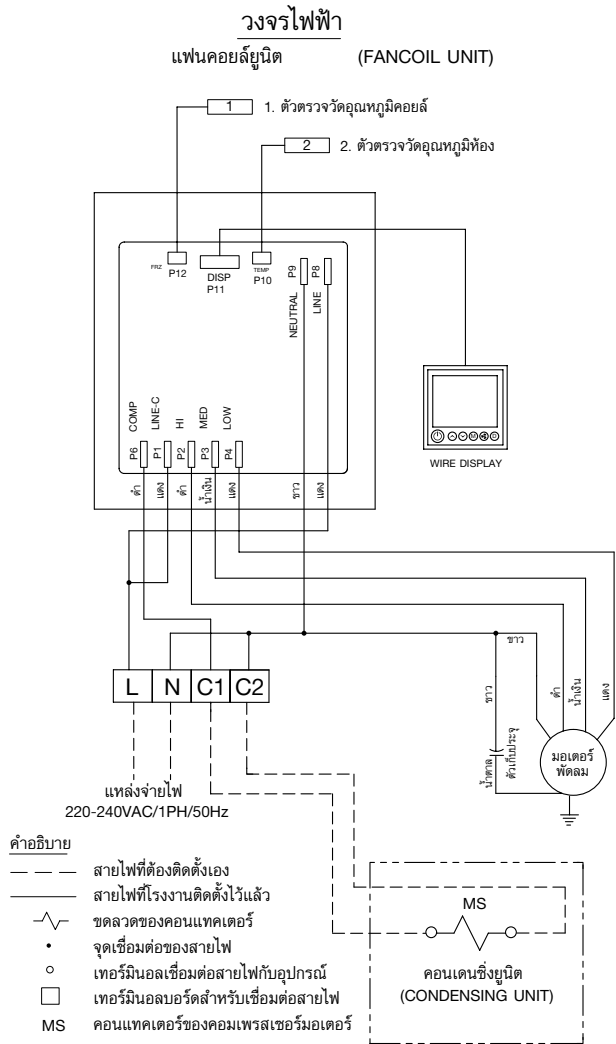 วงจรไฟฟ้า
แฟนคอยล์ยูนิต (FANCOIL UNIT)
1 1. ตัวตรวจวัดอุณหภูมิคอยล์
2 2. ตัวตรวจวัดอุณหภูมิห้อง
FRZ P12
DISP P11
TEMP P10
NEUTRAL P9
LINE P8
WIRE DISPLAY
COMP LINE-C HI MED LOW
P6 P1 P2 P3 P4
ดำ แดง ดำ น้ำเงิน แดง ขาว แดง
ขาว
ขาว ดำ น้ำเงิน แดง
L N C1 C2
น้ำตาล ตัวเก็บประจุ
มอเตอร์
พัดลม
แหล่งจ่ายไฟ
220-240VAC/1PH/50Hz
คำอธิบาย
สายไฟที่ต้องติดตั้งเอง
สายไฟที่โรงงานติดตั้งไว้แล้ว
ขดลวดของคอนแทคเตอร์
จุดเชื่อมต่อของสายไฟ
เทอร์มินอลเชื่อมต่อสายไฟกับอุปกรณ์
เทอร์มินอลบอร์ดสำหรับเชื่อมต่อสายไฟ
MS คอนแทคเตอร์ของคอมเพรสเซอร์มอเตอร์
MS
คอนเดนซิ่งยูนิต
(CONDENSING UNIT)